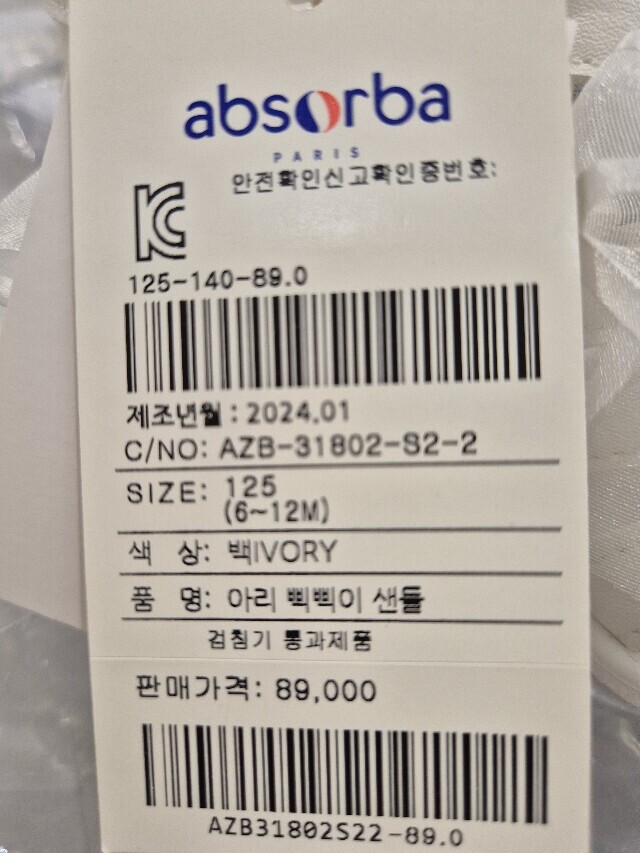 absorba
PARIS
안전확인신고확인증번호:
KC
125-140-89.0
제조년월 : 2024.01
C/NO: AZB-31802-S2-2
SIZE: 125
(6~12M)
색 상: 백IVORY
품 명: 아리 삑삑이 샌들
검침기 통과제품
판매가격: 89,000
AZB31802S22-89.0